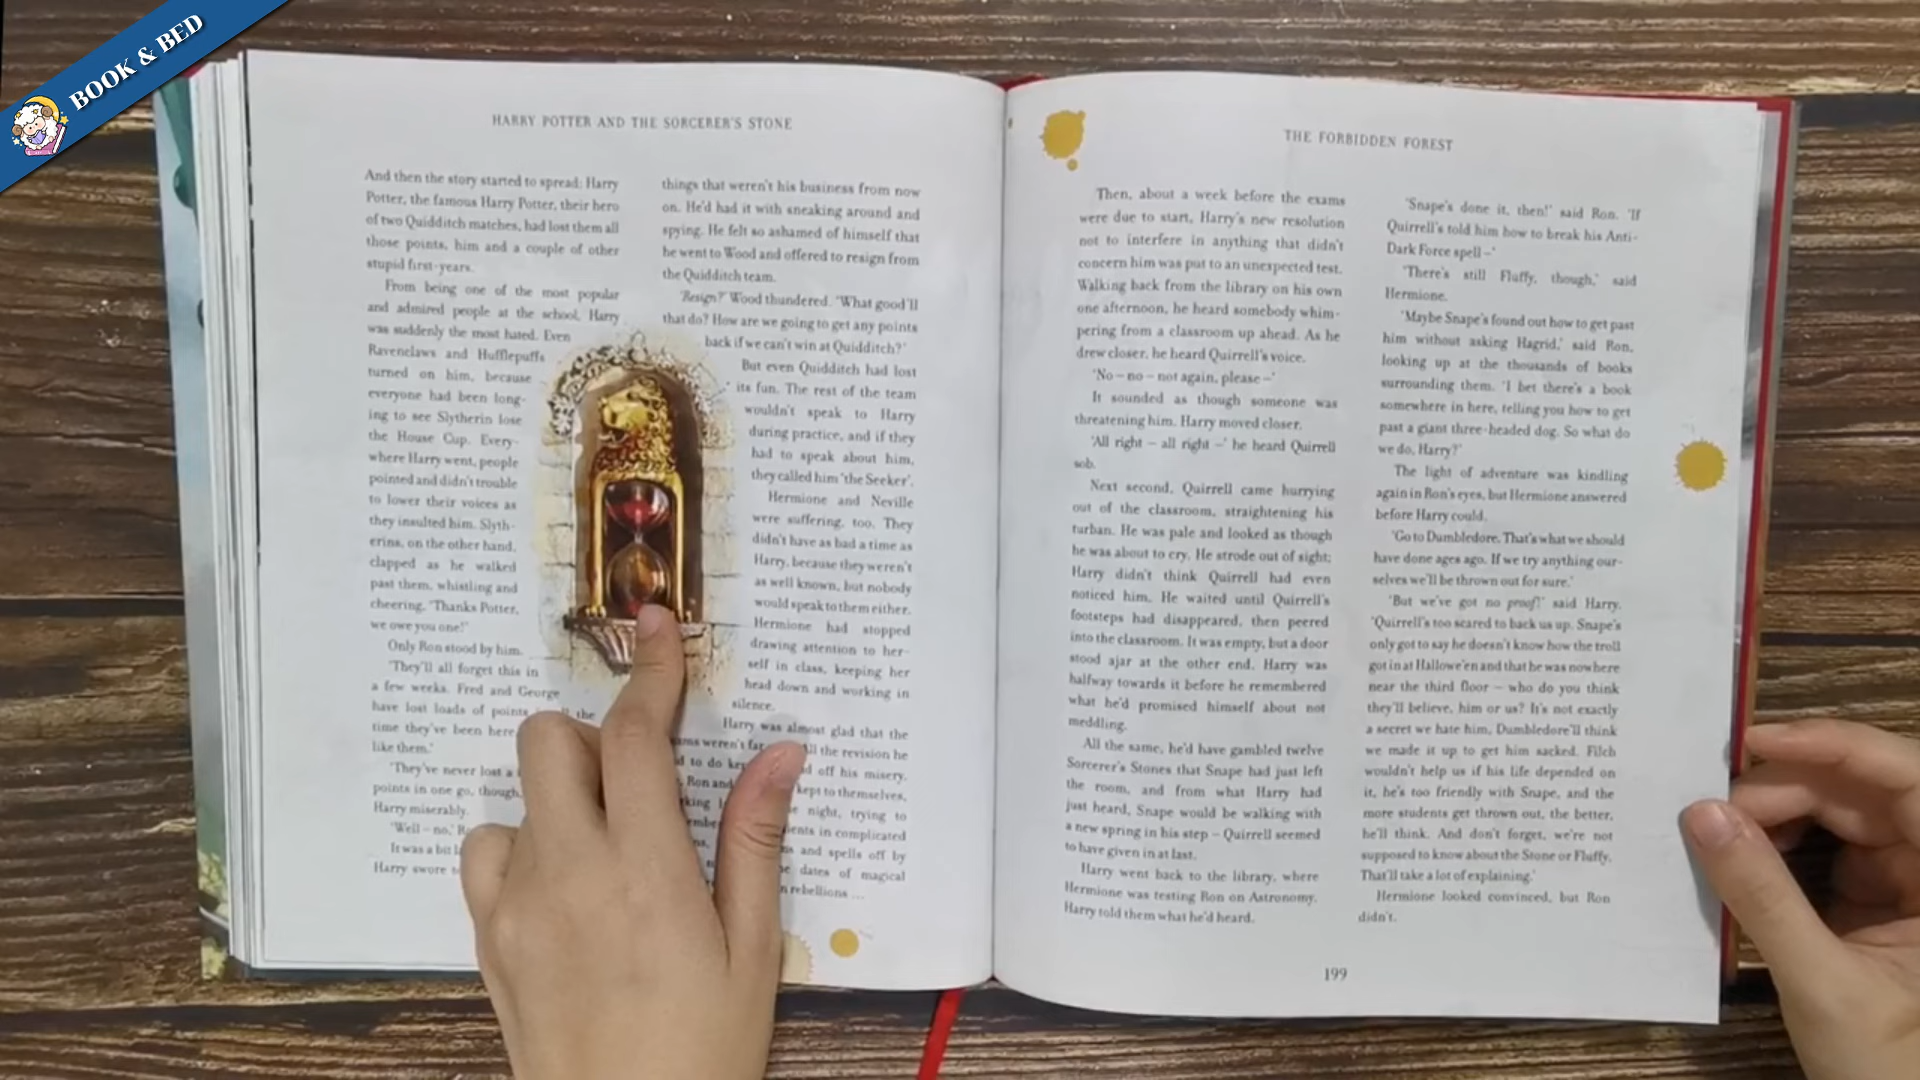 BOOK & BED
HARRY POTTER AND THE SORCERER'S STONE
And then the story started to spread: Harry
Potter, the famous Harry Potter, their hero
of two Quidditch matches, had lost them all
those points, him and a couple of other
stupid first-years.
From being one of the most popular
and admired people at the school, Harry
was suddenly the most hated. Even
Ravenclaws and Hufflepuffs
turned on him, because
everyone had been long-
ing to see Slytherin lose
the House Cup. Every-
where Harry went, people
pointed and didn't trouble
to lower their voices as
they insulted him. Slyth-
erins, on the other hand,
clapped as he walked
past them, whistling and
cheering, 'Thanks Potter,
we owe you one!'
Only Ron stood by him.
'They'll all forget this in
a few weeks. Fred and George
have lost loads of points the
time they've been here
like them.'
'They've never lost a
points in one go, though,
Harry miserably.
'Well – no,'
It was a bit
Harry swore
things that weren't his business from now
on. He'd had it with sneaking around and
spying. He felt so ashamed of himself that
he went to Wood and offered to resign from
the Quidditch team.
'Resign?' Wood thundered. 'What good'll
that do? How are we going to get any points
back if we can't win at Quidditch?'
But even Quidditch had lost
its fun. The rest of the team
wouldn't speak to Harry
during practice, and if they
had to speak about him,
they called him 'the Seeker'.
Hermione and Neville
were suffering, too. They
didn't have as bad a time as
Harry, because they weren't
as well known, but nobody
would speak to them either.
Hermione had stopped
drawing attention to her-
self in class, keeping her
head down and working in
silence.
Harry was almost glad that the
weren't All the revision he
to do off his misery.
Ron and kept to themselves,
night, trying to
in complicated
and spells off by
dates of magical
rebellions ...
THE FORBIDDEN FOREST
Then, about a week before the exams
were due to start, Harry's new resolution
not to interfere in anything that didn't
concern him was put to an unexpected test.
Walking back from the library on his own
one afternoon, he heard somebody whim-
pering from a classroom up ahead. As he
drew closer, he heard Quirrell's voice.
'No – no – not again, please –'
It sounded as though someone was
threatening him. Harry moved closer.
'All right – all right –' he heard Quirrell
sob.
Next second, Quirrell came hurrying
out of the classroom, straightening his
turban. He was pale and looked as though
he was about to cry. He strode out of sight;
Harry didn't think Quirrell had even
noticed him. He waited until Quirrell's
footsteps had disappeared, then peered
into the classroom. It was empty, but a door
stood ajar at the other end. Harry was
halfway towards it before he remembered
what he'd promised himself about not
meddling.
All the same, he'd have gambled twelve
Sorcerer's Stones that Snape had just left
the room, and from what Harry had
just heard, Snape would be walking with
a new spring in his step – Quirrell seemed
to have given in at last.
Harry went back to the library, where
Hermione was testing Ron on Astronomy.
Harry told them what he'd heard.
'Snape's done it, then!' said Ron. 'If
Quirrell's told him how to break his Anti-
Dark Force spell –'
'There's still Fluffy, though,' said
Hermione.
'Maybe Snape's found out how to get past
him without asking Hagrid,' said Ron,
looking up at the thousands of books
surrounding them. 'I bet there's a book
somewhere in here, telling you how to get
past a giant three-headed dog. So what do
we do, Harry?'
The light of adventure was kindling
again in Ron's eyes, but Hermione answered
before Harry could.
'Go to Dumbledore. That's what we should
have done ages ago. If we try anything our-
selves we'll be thrown out for sure.'
'But we've got no proof!' said Harry.
'Quirrell's too scared to back us up. Snape's
only got to say he doesn't know how the troll
got in at Hallowe'en and that he was nowhere
near the third floor – who do you think
they'll believe, him or us? It's not exactly
a secret we hate him, Dumbledore'll think
we made it up to get him sacked. Filch
wouldn't help us if his life depended on
it, he's too friendly with Snape, and the
more students get thrown out, the better,
he'll think. And don't forget, we're not
supposed to know about the Stone or Fluffy.
That'll take a lot of explaining.'
Hermione looked convinced, but Ron
didn't.
199